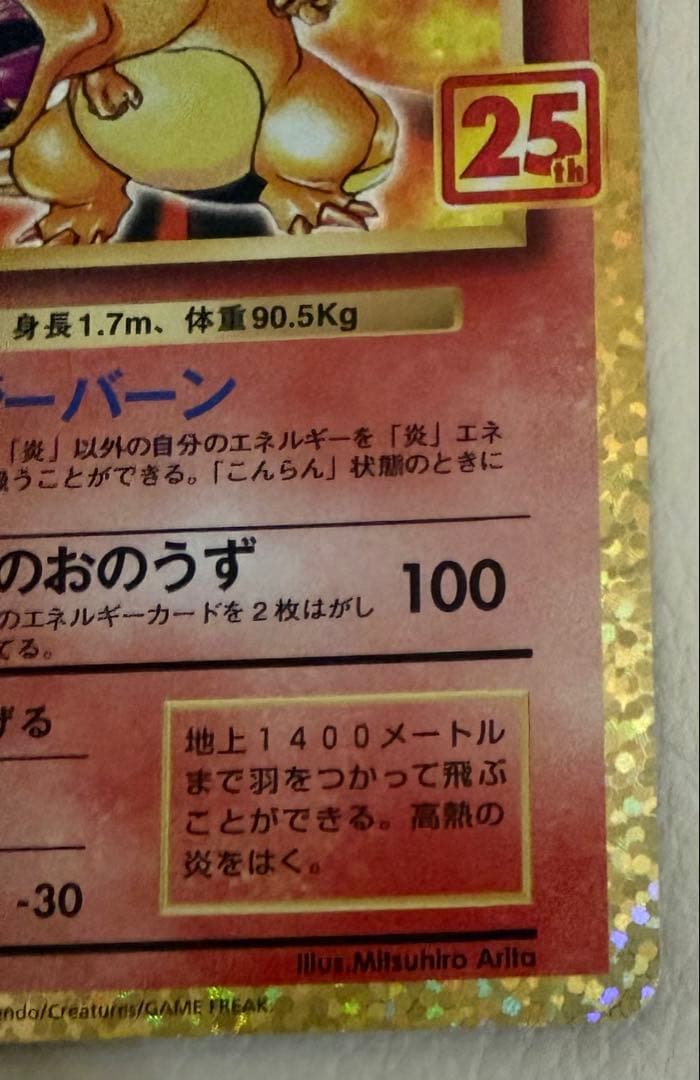 25th
身長1.7m、体重90.5Kg
ーバーン
「炎」以外の自分のエネルギーを「炎」エネ
うことができる。「こんらん」状態のときに
のおのうず 100
のエネルギーカードを2枚はがし
てる。
げる
地上1400メートル
まで羽をつかって飛ぶ
ことができる。高熱の
炎をはく。
-30
Illus.Mitsuhiro Arita
ndo/Creatures/GAME FREAK.